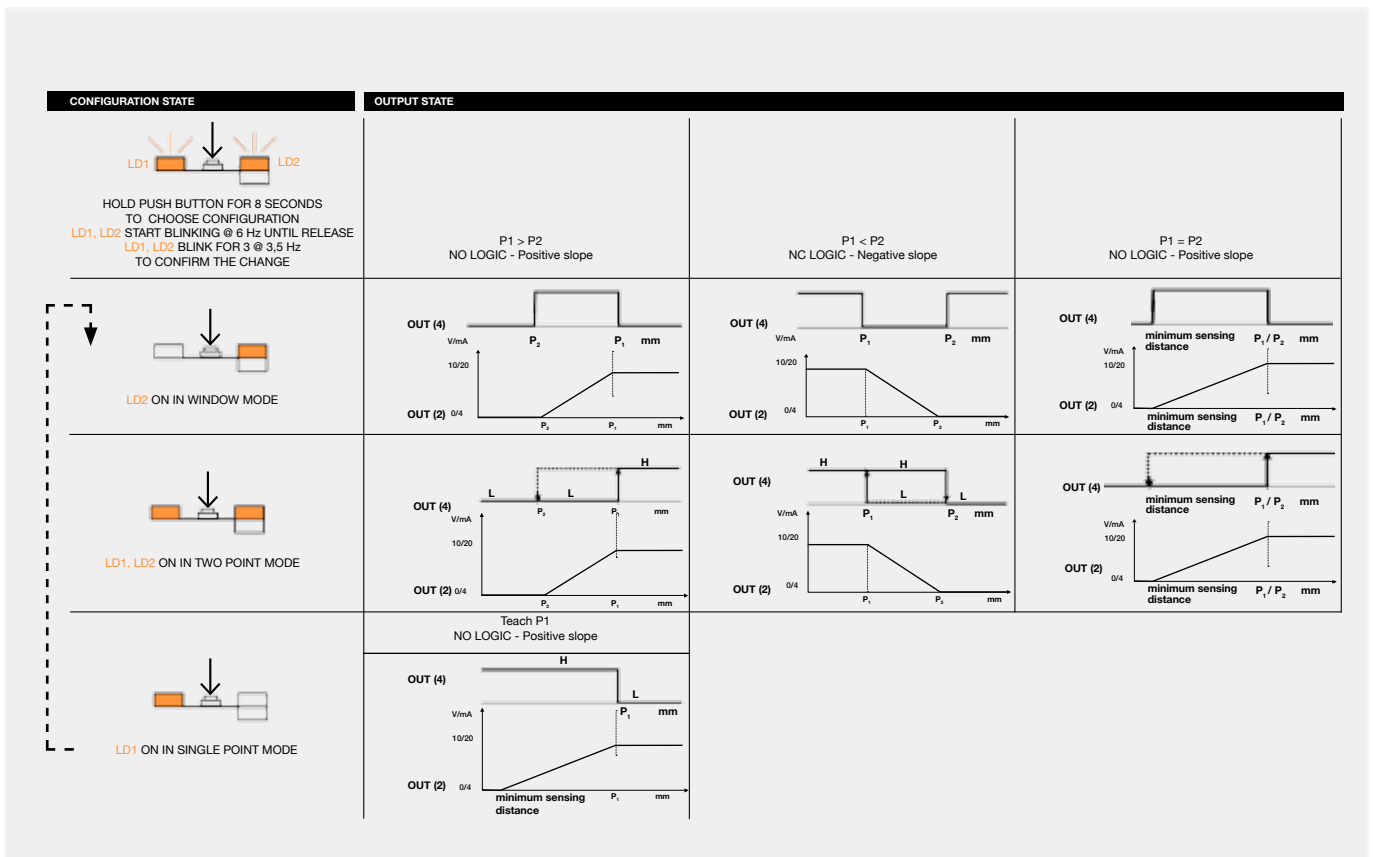 CONFIGURATION STATE
OUTPUT STATE
LD1
LD2
HOLD PUSH BUTTON FOR 8 SECONDS
TO CHOOSE CONFIGURATION
LD1, LD2 START BLINKING @ 6 Hz UNTIL RELEASE
LD1, LD2 BLINK FOR 3 @ 3,5 Hz
TO CONFIRM THE CHANGE
P1 > P2
NO LOGIC - Positive slope
P1 < P2
NC LOGIC - Negative slope
P1 = P2
NO LOGIC - Positive slope
LD2 ON IN WINDOW MODE
OUT (4)
P2 P1 mm
V/mA
10/20
OUT (2) 0/4
P2 P1 mm
OUT (4)
P1 P2 mm
V/mA
10/20
OUT (2) 0/4
P1 P2 mm
OUT (4)
minimum sensing
distance
P1 / P2 mm
V/mA
10/20
OUT (2) 0/4
minimum sensing
distance
P1 / P2 mm
LD1, LD2 ON IN TWO POINT MODE
H
L L
OUT (4)
P2 P1 mm
V/mA
10/20
OUT (2) 0/4
P2 P1 mm
H H
OUT (4)
L L
P1 P2 mm
V/mA
10/20
OUT (2) 0/4
P1 P2 mm
OUT (4)
minimum sensing
distance
P1 / P2 mm
V/mA
10/20
OUT (2) 0/4
minimum sensing
distance
P1 / P2 mm
LD1 ON IN SINGLE POINT MODE
Teach P1
NO LOGIC - Positive slope
H
OUT (4)
L
P1 mm
V/mA
10/20
OUT (2) 0/4
minimum sensing
distance
P1 mm